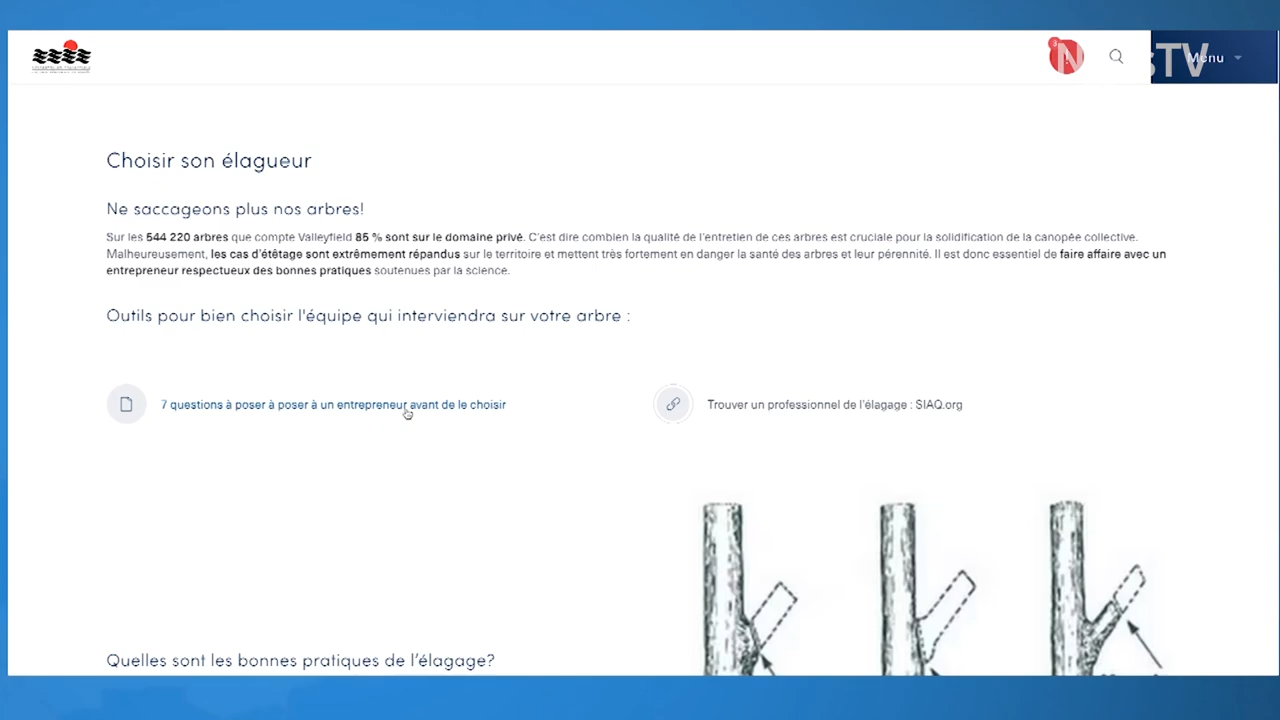 3
!
Menu
Choisir son élagueur
Ne saccageons plus nos arbres!
Sur les 544 220 arbres que compte Valleyfield 85 % sont sur le domaine privé. C'est dire combien la qualité de l'entretien de ces arbres est cruciale pour la solidification de la canopée collective.
Malheureusement, les cas d'étêtage sont extrêmement répandus sur le territoire et mettent très fortement en danger la santé des arbres et leur pérennité. Il est donc essentiel de faire affaire avec un
entrepreneur respectueux des bonnes pratiques soutenues par la science.
Outils pour bien choisir l'équipe qui interviendra sur votre arbre :
7 questions à poser à poser à un entrepreneur avant de le choisir
Trouver un professionnel de l'élagage : SIAQ.org
Quelles sont les bonnes pratiques de l'élagage?